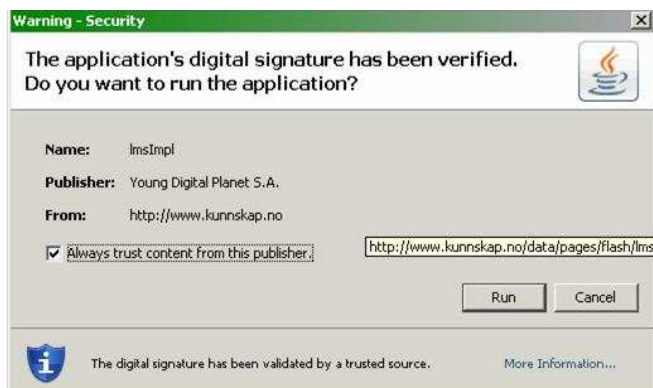 Warning - Security
The application's digital signature has been verified.
Do you want to run the application?
Name: lmsImpl
Publisher: Young Digital Planet S.A.
From: http://www.kunnskap.no
Always trust content from this publisher.
http://www.kunnskap.no/data/pages/flash/lms
Run Cancel
The digital signature has been validated by a trusted source. More Information...